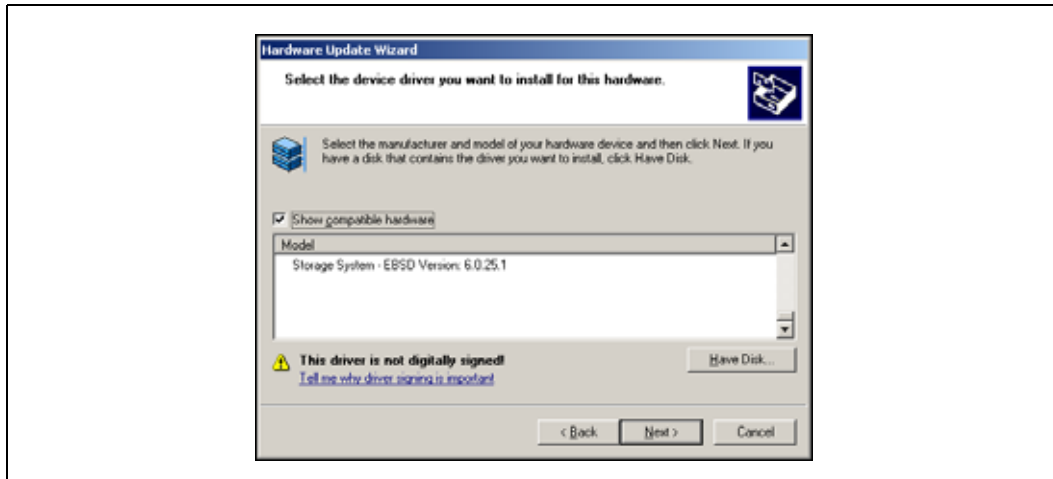 Hardware Update Wizard
Select the device driver you want to install for this hardware.
Select the manufacturer and model of your hardware device and then click Next. If you
have a disk that contains the driver you want to install, click Have Disk.
Show compatible hardware
Model
Storage System - EBSD Version: 6.0.25.1
This driver is not digitally signed!
Have Disk...
Tell me why driver signing is important
< Back
Next >
Cancel